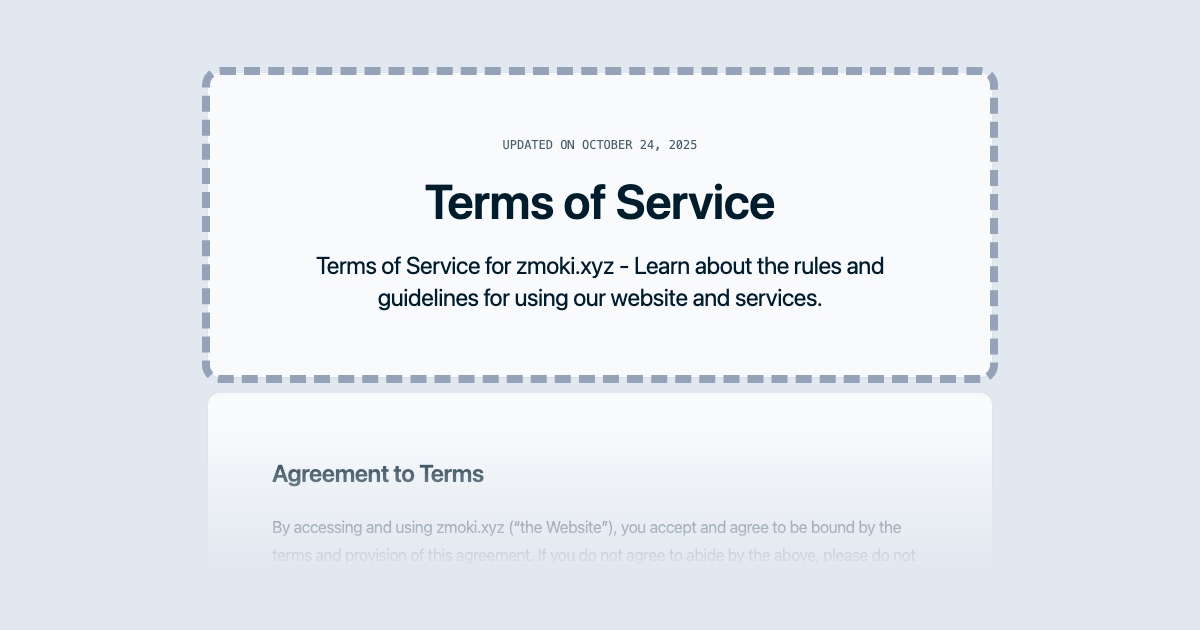 UPDATED ON OCTOBER 24, 2025
Terms of Service
Terms of Service for zmoki.xyz - Learn about the rules and
guidelines for using our website and services.
Agreement to Terms
By accessing and using zmoki.xyz (“the Website”), you accept and agree to be bound by the
terms and provision of this agreement. If you do not agree to abide by the above, please do not